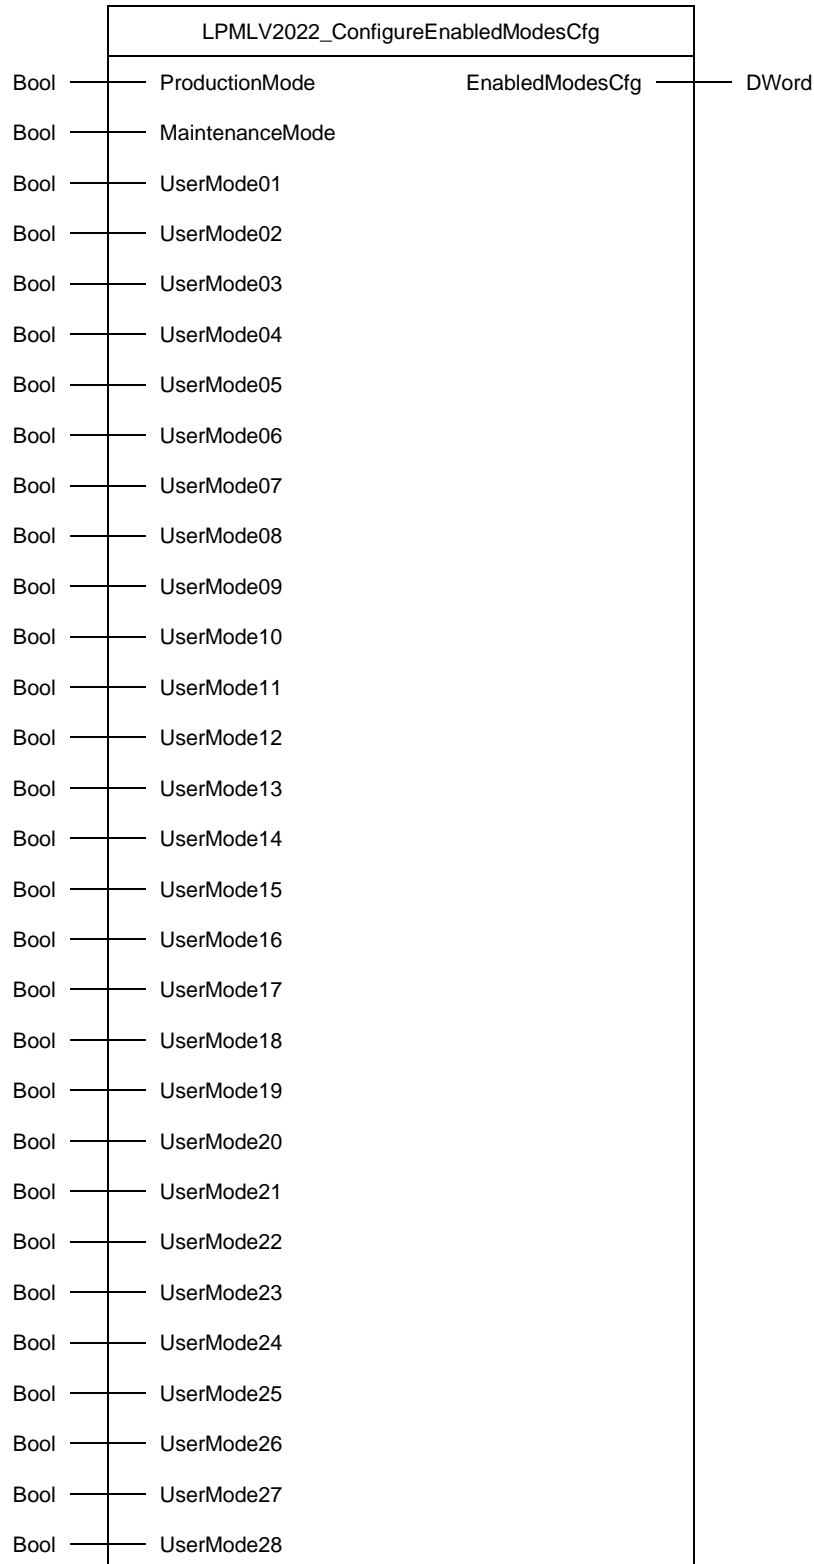 LPMLV2022_ConfigureEnabledModesCfg
Bool ProductionMode EnabledModesCfg DWord
Bool MaintenanceMode
Bool UserMode01
Bool UserMode02
Bool UserMode03
Bool UserMode04
Bool UserMode05
Bool UserMode06
Bool UserMode07
Bool UserMode08
Bool UserMode09
Bool UserMode10
Bool UserMode11
Bool UserMode12
Bool UserMode13
Bool UserMode14
Bool UserMode15
Bool UserMode16
Bool UserMode17
Bool UserMode18
Bool UserMode19
Bool UserMode20
Bool UserMode21
Bool UserMode22
Bool UserMode23
Bool UserMode24
Bool UserMode25
Bool UserMode26
Bool UserMode27
Bool UserMode28